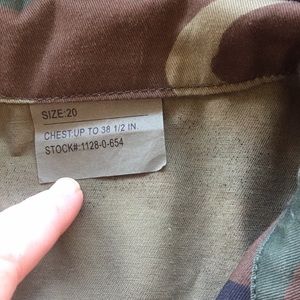 SIZE:20
CHEST:UP TO 38 1/2 IN.
STOCK#:1128-0-654